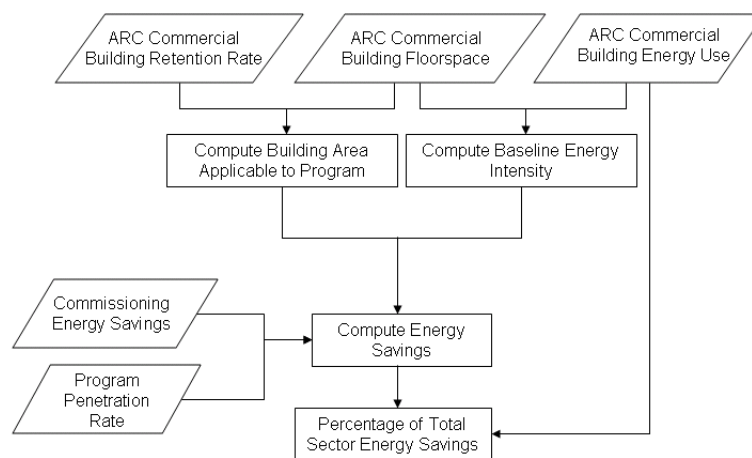 ARC Commercial
Building Retention Rate
ARC Commercial
Building Floorspace
ARC Commercial
Building Energy Use
Compute Building Area
Applicable to Program
Compute Baseline Energy
Intensity
Commissioning
Energy Savings
Compute Energy
Savings
Program
Penetration
Rate
Percentage of Total
Sector Energy Savings